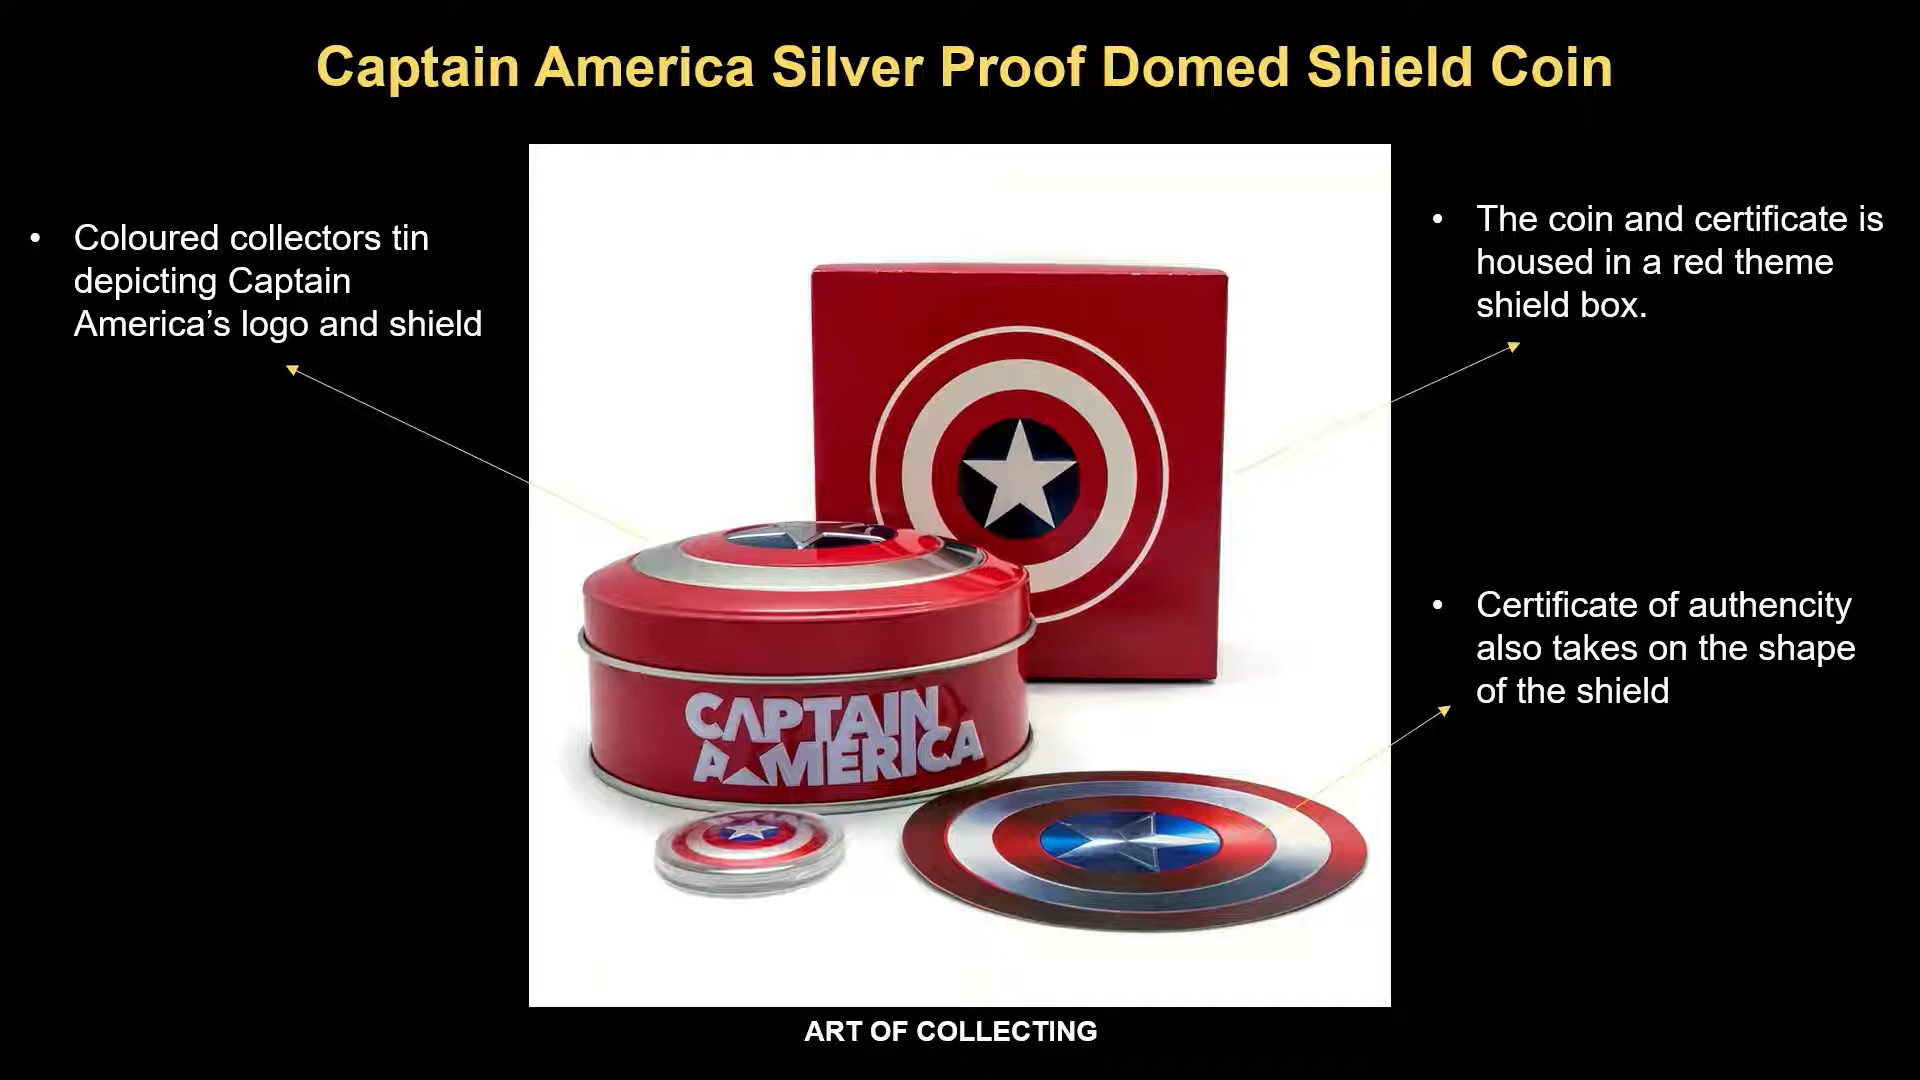 Captain America Silver Proof Domed Shield Coin
• Coloured collectors tin
depicting Captain
America’s logo and shield
• The coin and certificate is
housed in a red theme
shield box.
CAPTAIN
AMERICA
• Certificate of authencity
also takes on the shape
of the shield
ART OF COLLECTING